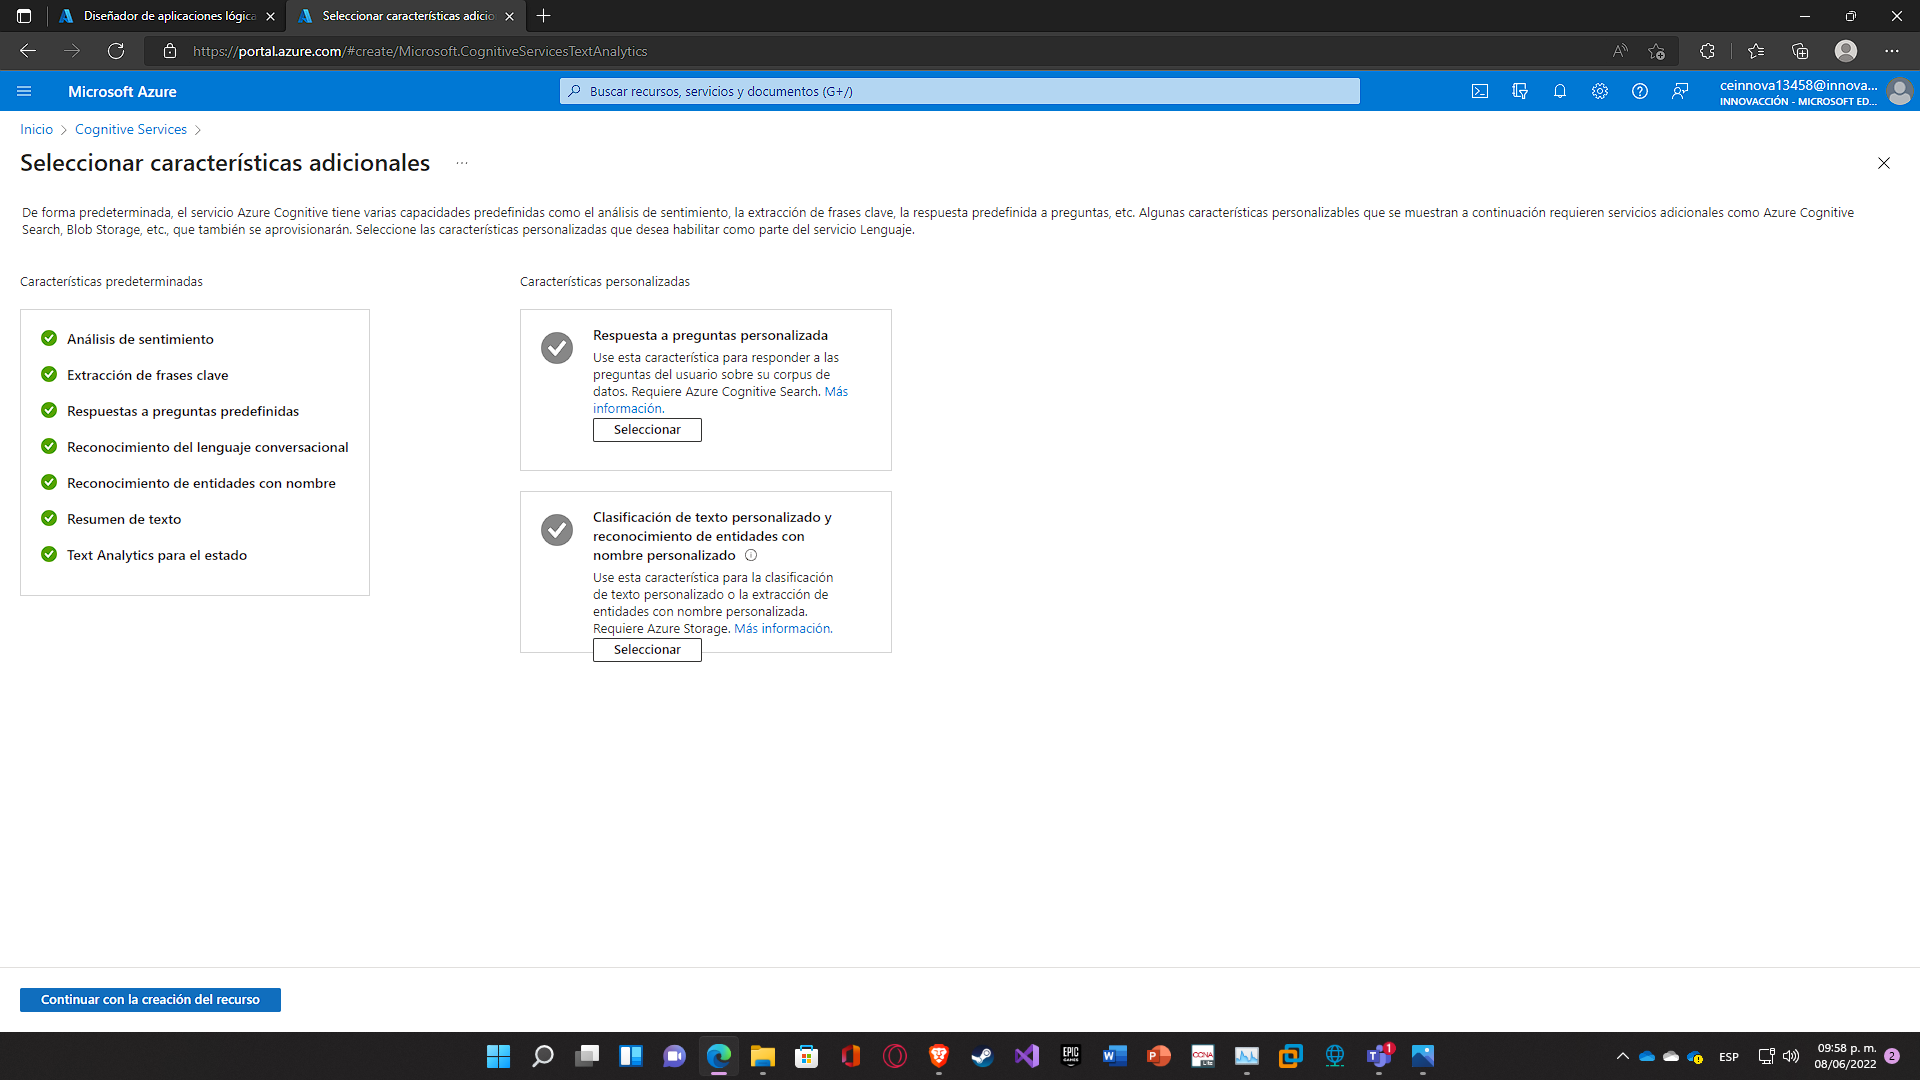 Diseñador de aplicaciones lógica
Seleccionar características adicio
https://portal.azure.com/#create/Microsoft.CognitiveServicesTextAnalytics
Microsoft Azure
Buscar recursos, servicios y documentos (G+/)
ceinnova13458@innova...
INNOVACCIÓN - MICROSOFT ED...
Inicio > Cognitive Services >
Seleccionar características adicionales ...
De forma predeterminada, el servicio Azure Cognitive tiene varias capacidades predefinidas como el análisis de sentimiento, la extracción de frases clave, la respuesta predefinida a preguntas, etc. Algunas características personalizables que se muestran a continuación requieren servicios adicionales como Azure Cognitive
Search, Blob Storage, etc., que también se aprovisionarán. Seleccione las características personalizadas que desea habilitar como parte del servicio Lenguaje.
Características predeterminadas
Análisis de sentimiento
Extracción de frases clave
Respuestas a preguntas predefinidas
Reconocimiento del lenguaje conversacional
Reconocimiento de entidades con nombre
Resumen de texto
Text Analytics para el estado
Características personalizadas
Respuesta a preguntas personalizada
Use esta característica para responder a las
preguntas del usuario sobre su corpus de
datos. Requiere Azure Cognitive Search. Más
información.
Seleccionar
Clasificación de texto personalizado y
reconocimiento de entidades con
nombre personalizado
Use esta característica para la clasificación
de texto personalizado o la extracción de
entidades con nombre personalizada.
Requiere Azure Storage. Más información.
Seleccionar
Continuar con la creación del recurso
EPIC
GAMES
CCNA
1
ESP
09:58 p. m.
08/06/2022
2